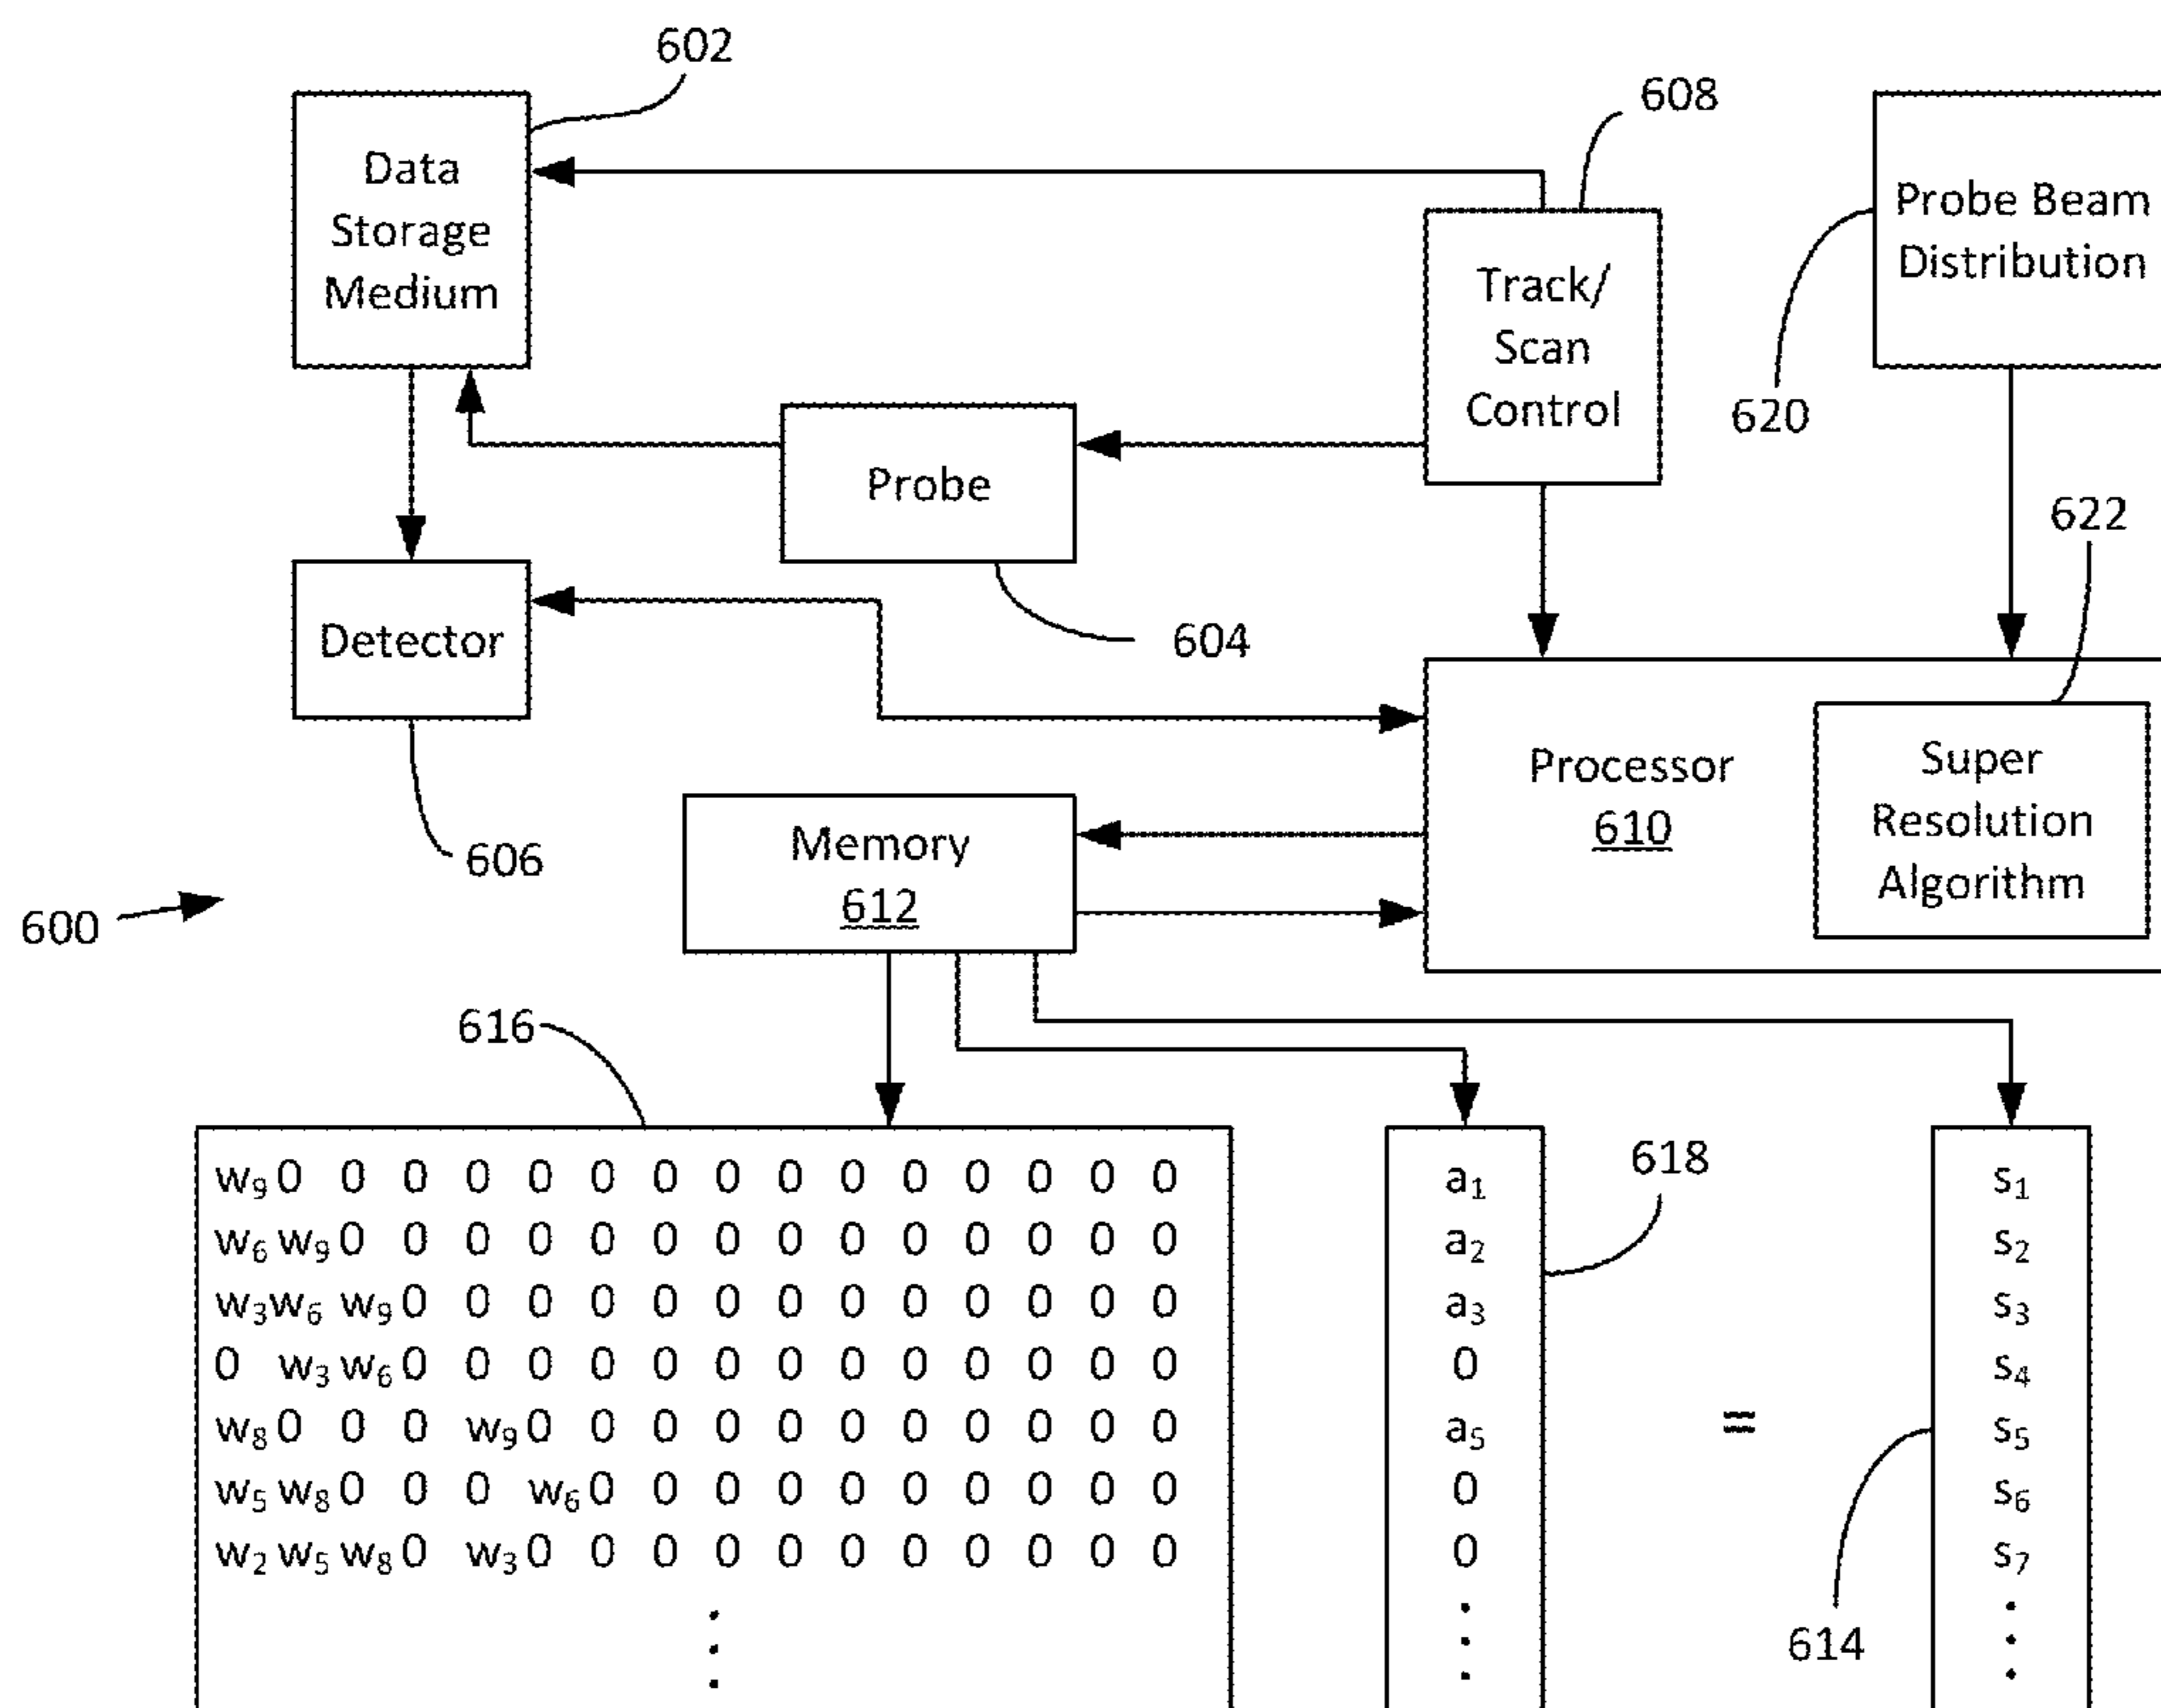 602
608
Data
Storage
Medium
Probe Beam
Distribution
Track/
Scan
Control
620
Probe
622
Detector
604
Processor
610
Super
Resolution
Algorithm
Memory
612
606
600
616
w₉ 0 0 0 0 0 0 0 0 0 0 0 0 0 0 0
w₆ w₉ 0 0 0 0 0 0 0 0 0 0 0 0 0 0
w₃ w₆ w₉ 0 0 0 0 0 0 0 0 0 0 0 0 0
0 w₃ w₆ 0 0 0 0 0 0 0 0 0 0 0 0 0
w₈ 0 0 0 w₉ 0 0 0 0 0 0 0 0 0 0 0
w₅ w₈ 0 0 0 w₆ 0 0 0 0 0 0 0 0 0 0
w₂ w₅ w₈ 0 w₃ 0 0 0 0 0 0 0 0 0 0 0
.
.
.
a₁
a₂
a₃
0
a₅
0
0
.
.
.
618
=
s₁
s₂
s₃
s₄
s₅
s₆
s₇
.
.
.
614